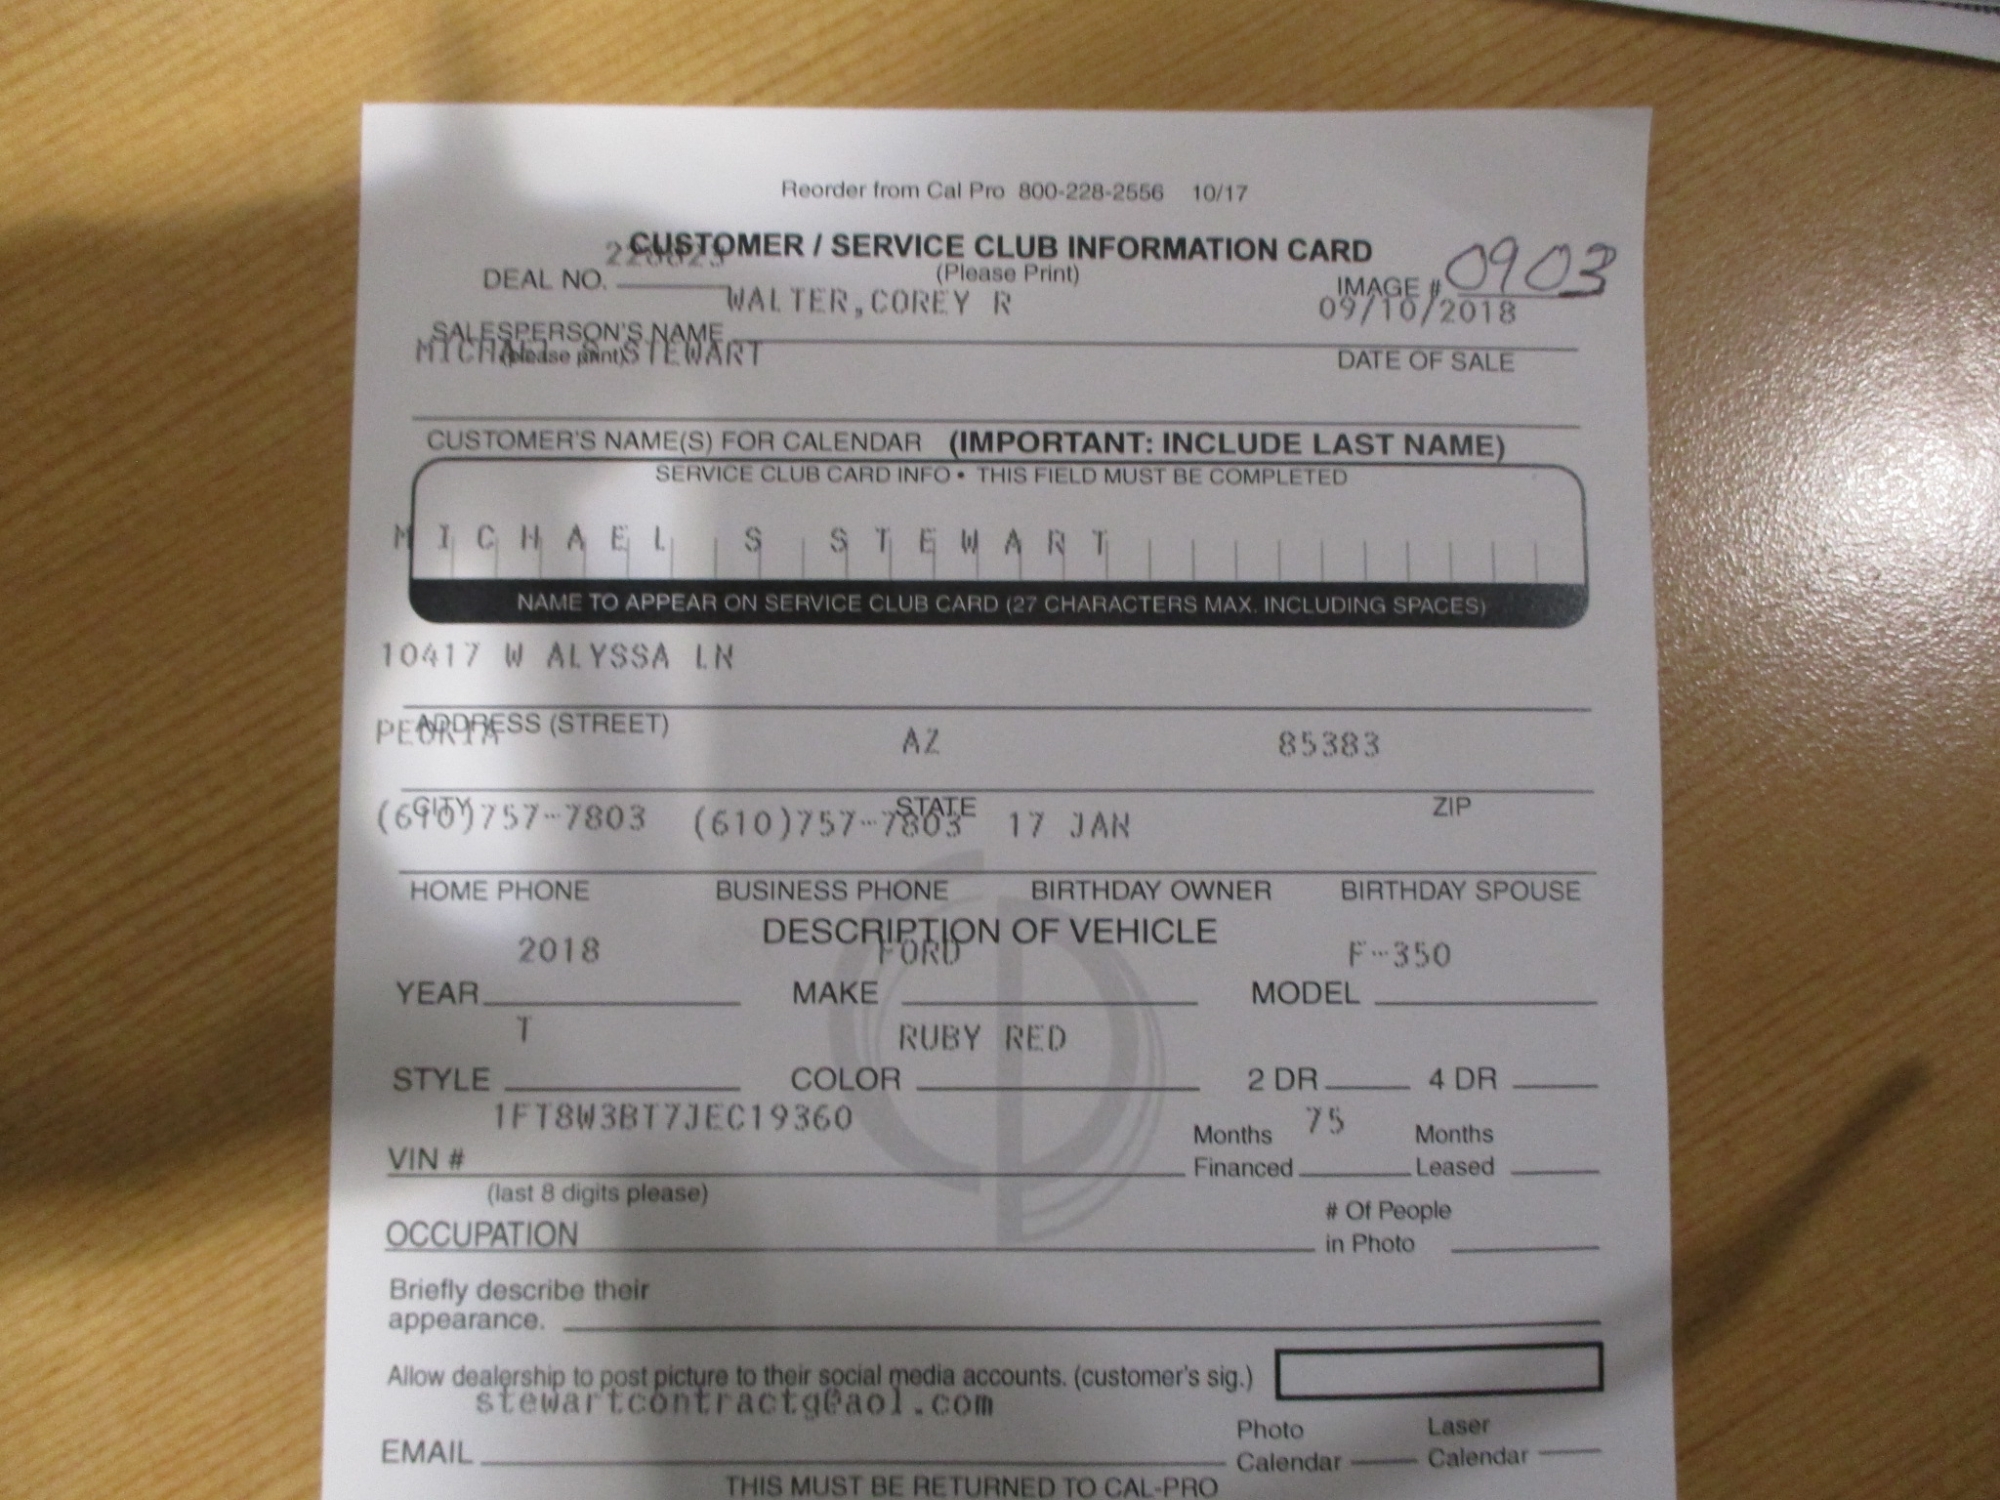 Reorder from Cal Pro 800-228-2556 10/17
CUSTOMER / SERVICE CLUB INFORMATION CARD
(Please Print)
DEAL NO. IMAGE # 0903
WALTER,COREY R 09/10/2018
SALESPERSON'S NAME
(please print) DATE OF SALE
MICHAEL S STEWART
CUSTOMER'S NAME(S) FOR CALENDAR (IMPORTANT: INCLUDE LAST NAME)
SERVICE CLUB CARD INFO • THIS FIELD MUST BE COMPLETED
MICHAEL S STEWART
NAME TO APPEAR ON SERVICE CLUB CARD (27 CHARACTERS MAX. INCLUDING SPACES)
10417 W ALYSSA LN
ADDRESS (STREET)
PEORIA AZ 85383
CITY STATE ZIP
(610)757-7803 (610)757-7803 17 JAN
HOME PHONE BUSINESS PHONE BIRTHDAY OWNER BIRTHDAY SPOUSE
DESCRIPTION OF VEHICLE
2018 FORD F-350
YEAR MAKE MODEL
T RUBY RED
STYLE COLOR 2 DR 4 DR
1FT8W3BT7JEC19360 75
VIN # Months Financed Months Leased
(last 8 digits please)
OCCUPATION # Of People in Photo
Briefly describe their
appearance.
Allow dealership to post picture to their social media accounts. (customer's sig.)
stewartcontractg@aol.com
EMAIL Photo Calendar Laser Calendar
THIS MUST BE RETURNED TO CAL-PRO